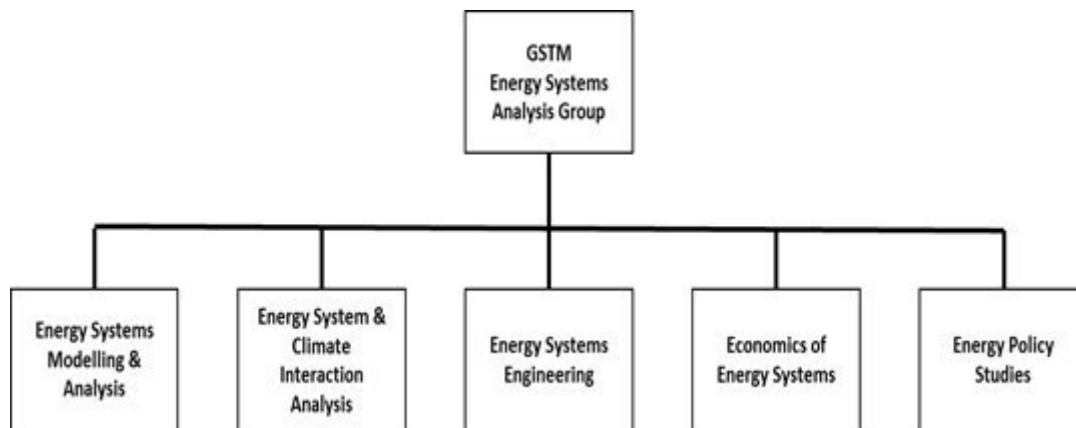 GSTM
Energy Systems
Analysis Group
Energy Systems
Modelling &
Analysis
Energy System &
Climate
Interaction
Analysis
Energy Systems
Engineering
Economics of
Energy Systems
Energy Policy
Studies